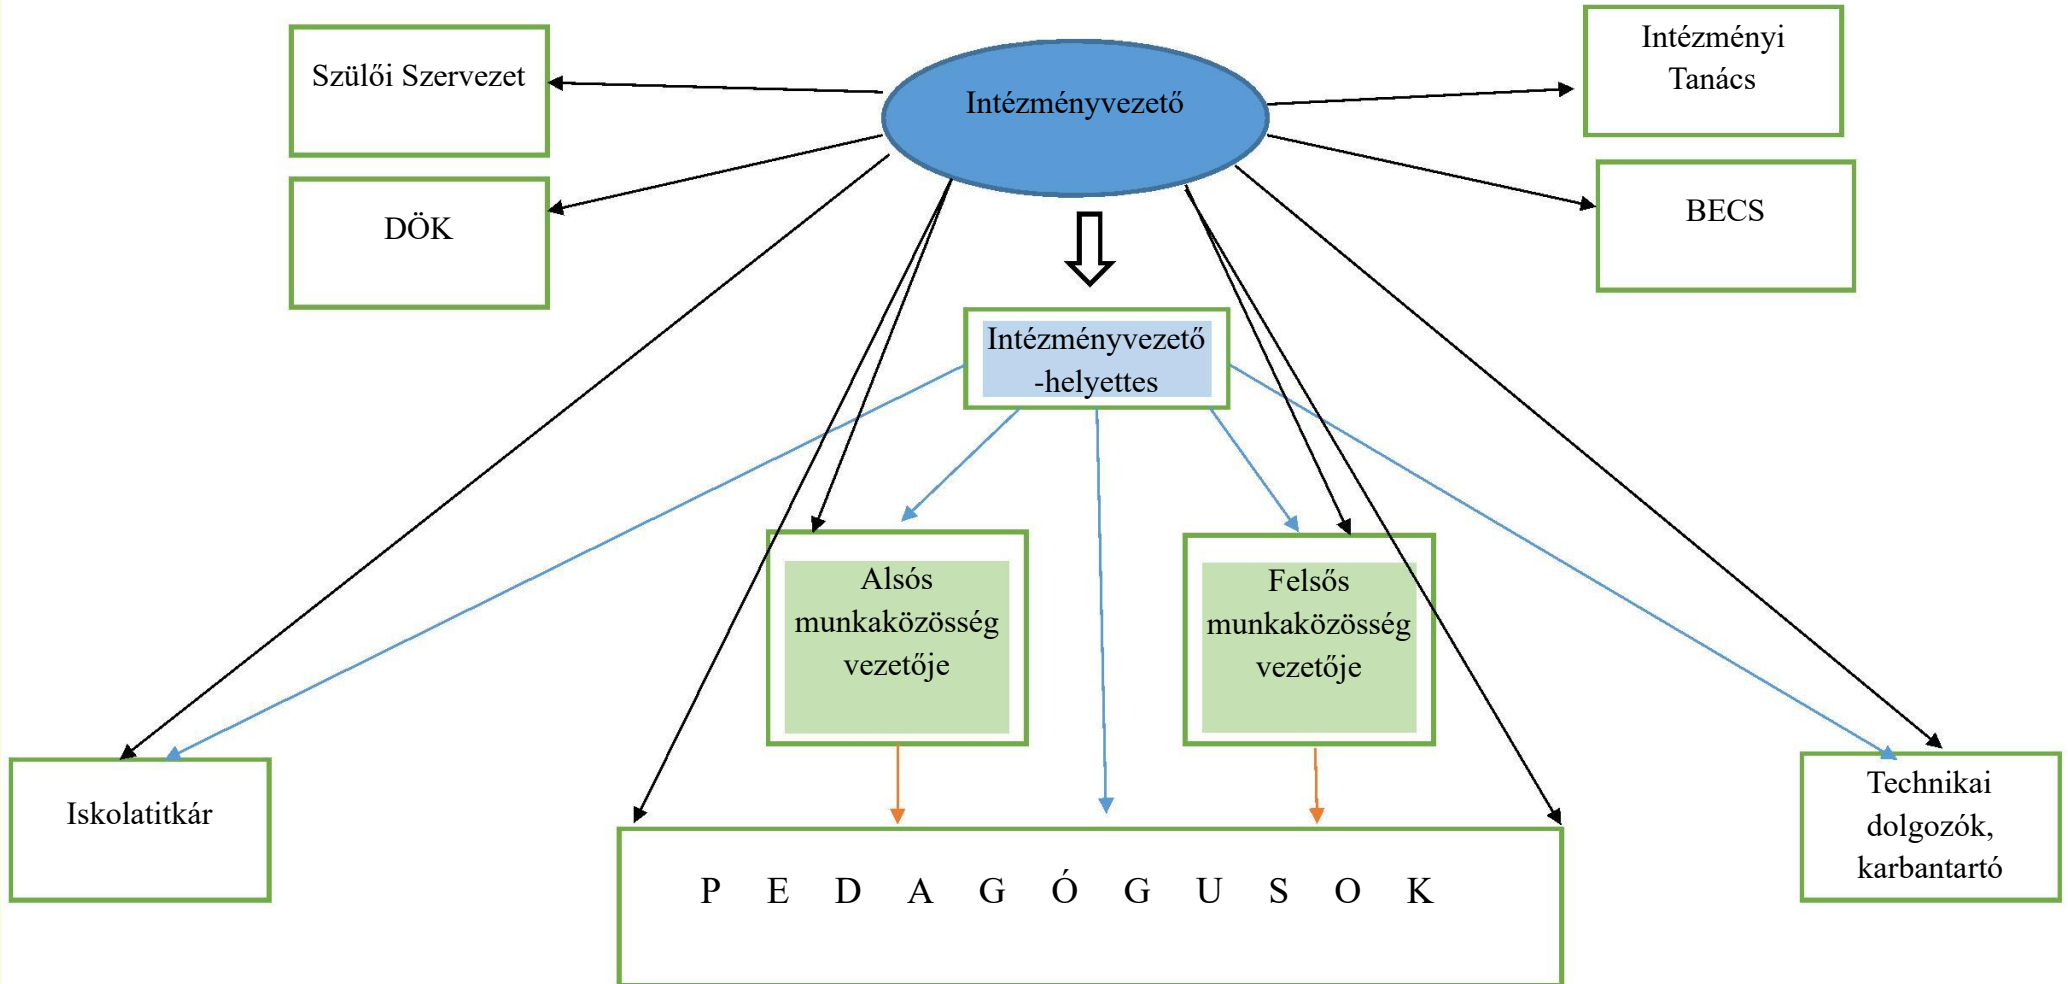 Szülői Szervezet
Intézményvezető
Intézményi
Tanács
DÖK
BECS
Intézményvezető
-helyettes
Alsós
munkaközösség
vezetője
Felsős
munkaközösség
vezetője
Iskolatitkár
P E D A G Ó G U S O K
Technikai
dolgozók,
karbantartó